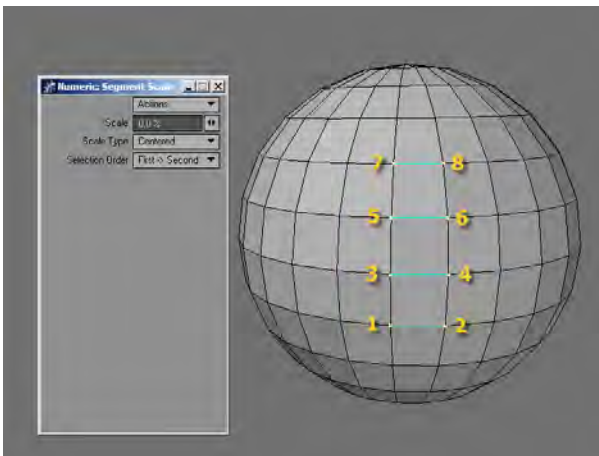 Numeric: Segment Scale
Actions
Scale 0.0 %
Scale Type Centered
Selection Order First -> Second
7 8
5 6
3 4
1 2